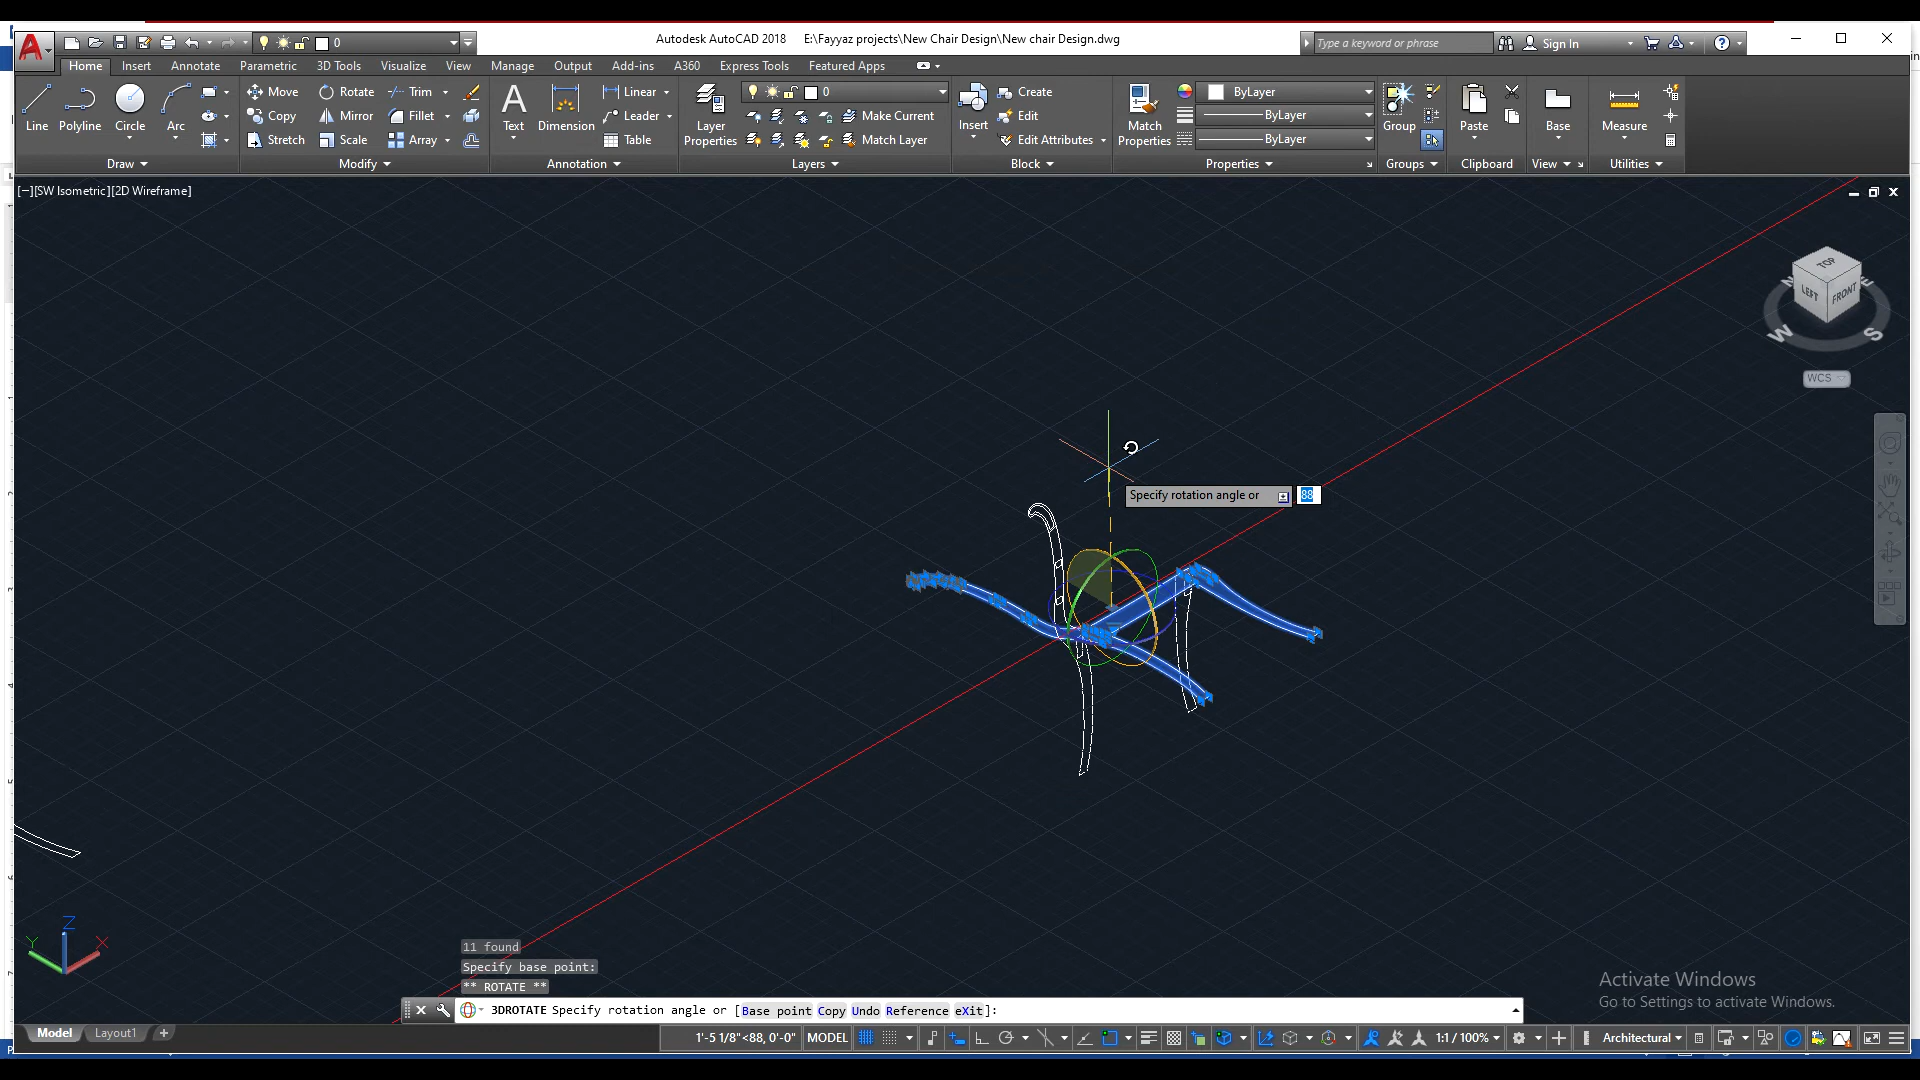 0
Autodesk AutoCAD 2018 E:\Fayyaz projects\New Chair Design\New chair Design.dwg
Type a keyword or phrase
Sign In
Home Insert Annotate Parametric 3D Tools Visualize View Manage Output Add-ins A360 Express Tools Featured Apps
Line Polyline Circle Arc
Move Rotate Trim
Copy Mirror Fillet
Stretch Scale Array
Text Dimension
Linear
Leader
Table
Layer Properties
0
Make Current
Match Layer
Insert
Create
Edit
Edit Attributes
Match Properties
ByLayer
ByLayer
ByLayer
Group
Paste
Base
Measure
Draw Modify Annotation Layers Block Properties Groups Clipboard View Utilities
[−][SW Isometric][2D Wireframe]
TOP
LEFT FRONT
W S
WCS
Specify rotation angle or 88
Z
Y X
11 found
Specify base point:
** ROTATE **
3DROTATE Specify rotation angle or [Base point Copy Undo Reference eXit]:
Activate Windows
Go to Settings to activate Windows.
Model Layout1
1'-5 1/8"<88, 0'-0" MODEL 1:1 / 100% Architectural